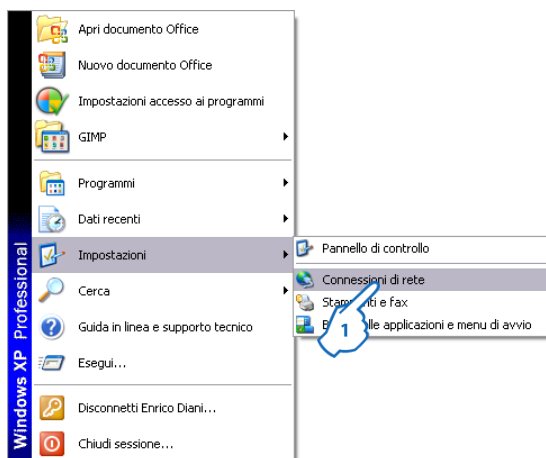 Apri documento Office
Nuovo documento Office
Impostazioni accesso ai programmi
GIMP
Programmi
Dati recenti
Impostazioni
Cerca
Guida in linea e supporto tecnico
Esegui...
Disconnetti Enrico Diani...
Chiudi sessione...
Windows XP Professional
Pannello di controllo
Connessioni di rete
e fax
applicazioni e menu di avvio
1